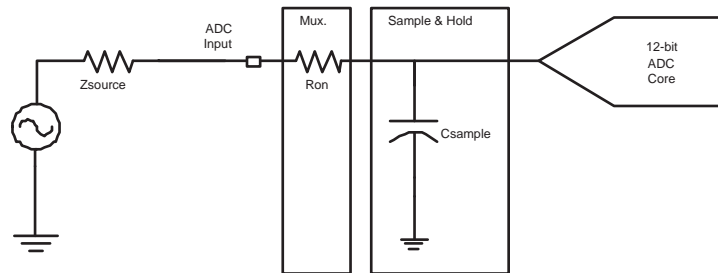 ADC
Input
Mux.
Sample & Hold
12-bit
ADC
Core
Zsource
Ron
Csample